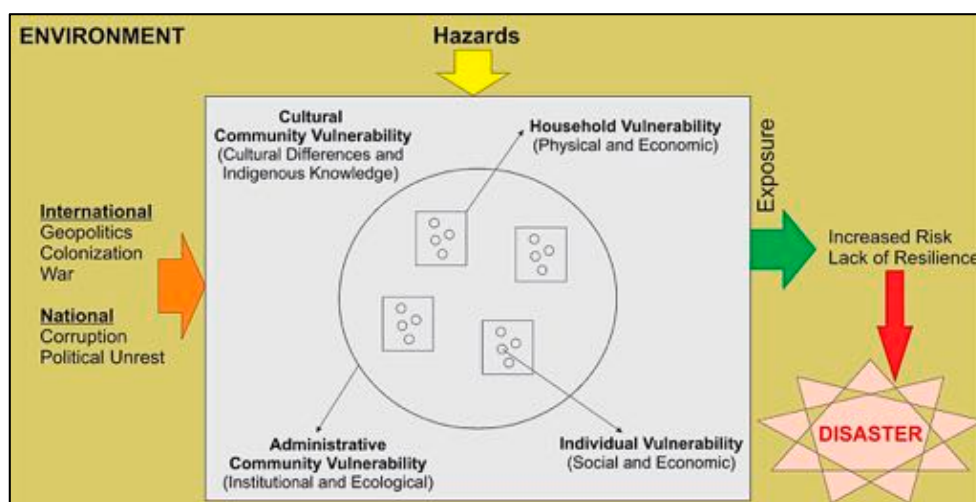 ENVIRONMENT
Hazards
Cultural
Community Vulnerability
(Cultural Differences and
Indigenous Knowledge)
Household Vulnerability
(Physical and Economic)
Exposure
International
Geopolitics
Colonization
War
National
Corruption
Political Unrest
Increased Risk
Lack of Resilience
Administrative
Community Vulnerability
(Institutional and Ecological)
Individual Vulnerability
(Social and Economic)
DISASTER